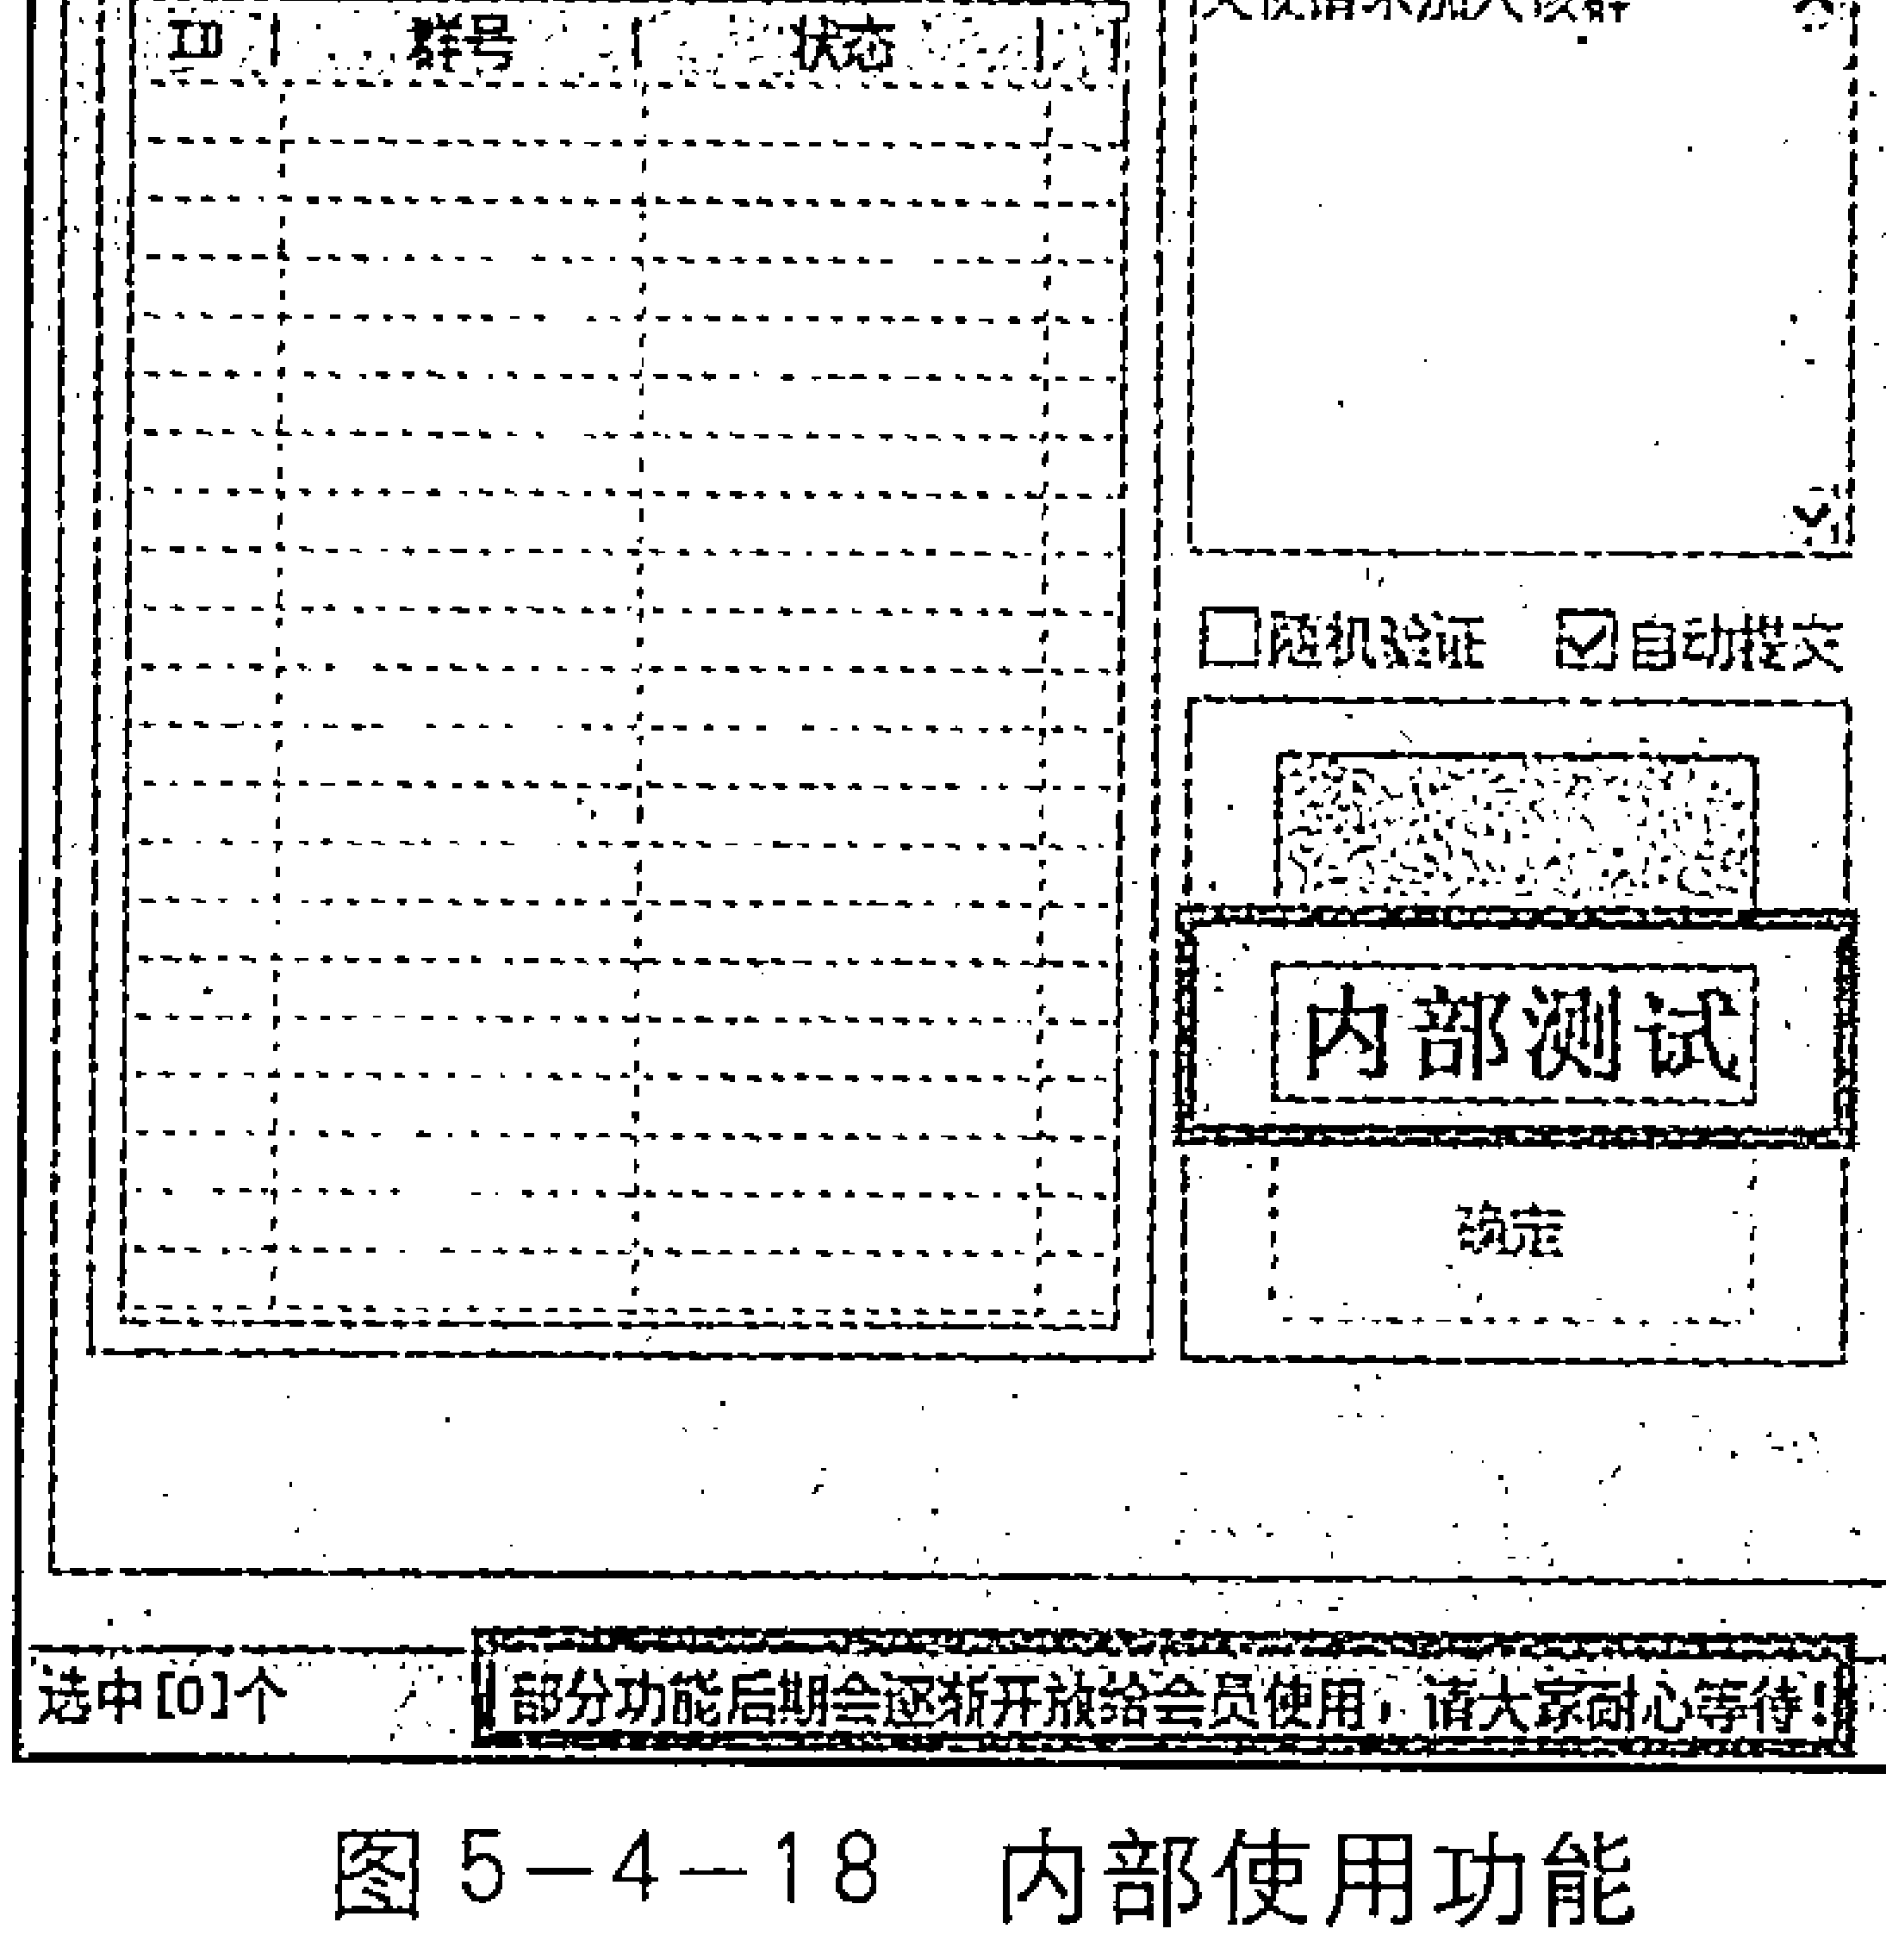 ID 群号 状态
随机验证 自动提交
内部测试
确定
选中[0]个 部分功能后期会逐渐开放给会员使用，请大家耐心等待!
图5-4-18 内部使用功能